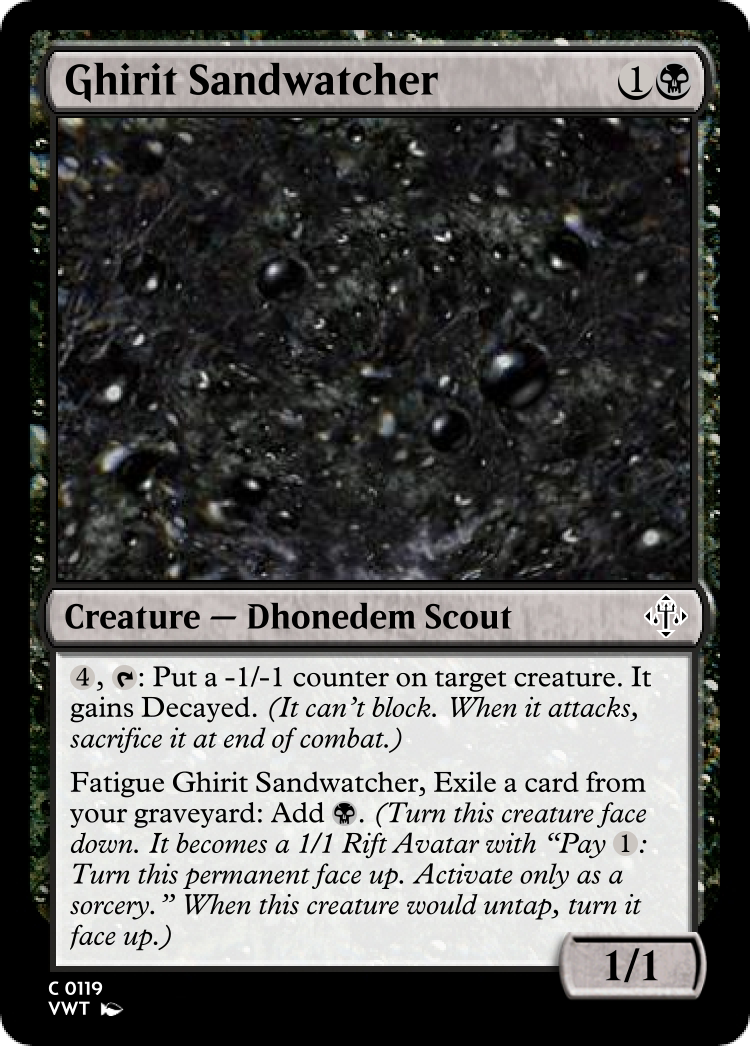 Ghirit Sandwatcher 1
Creature — Dhonedem Scout
4, : Put a -1/-1 counter on target creature. It
gains Decayed. (It can't block. When it attacks,
sacrifice it at end of combat.)
Fatigue Ghirit Sandwatcher, Exile a card from
your graveyard: Add . (Turn this creature face
down. It becomes a 1/1 Rift Avatar with “Pay 1:
Turn this permanent face up. Activate only as a
sorcery.” When this creature would untap, turn it
face up.)
1/1
C 0119
VWT